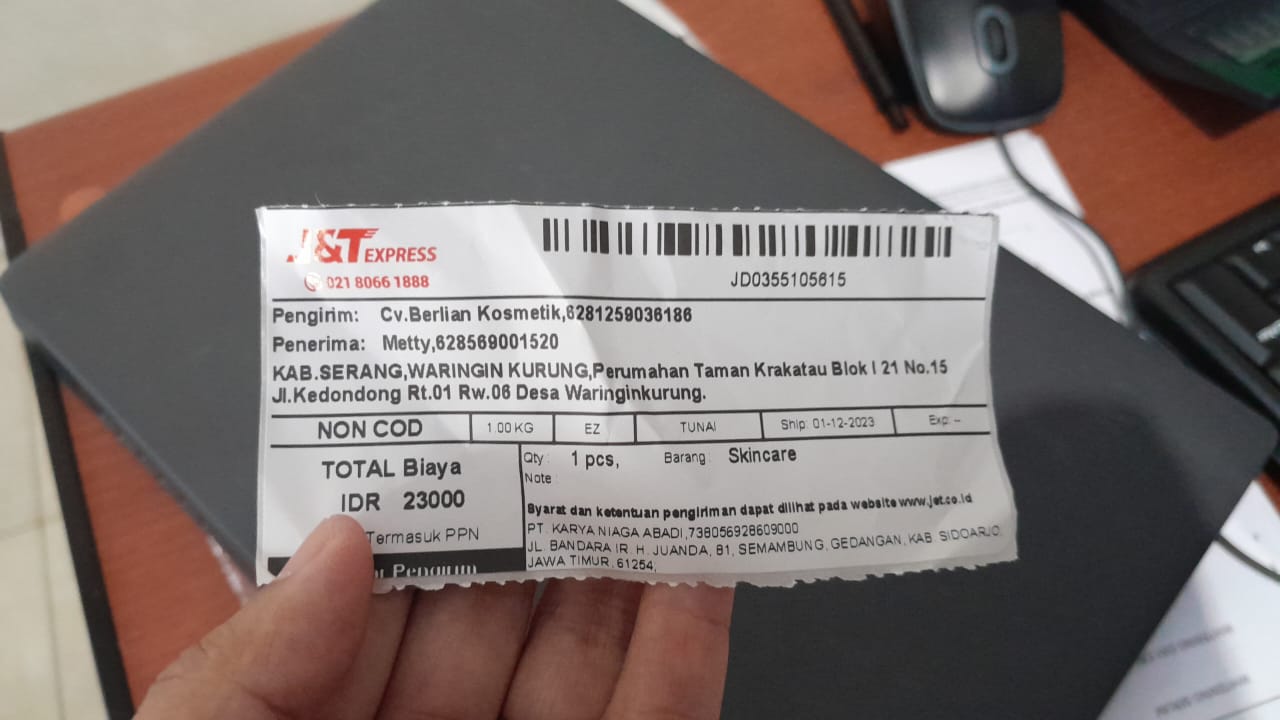 J&T EXPRESS
021 8066 1888
JD0355105615
Pengirim: Cv.Berlian Kosmetik,6281259036186
Penerima: Metty,628569001520
KAB.SERANG,WARINGIN KURUNG,Perumahan Taman Krakatau Blok I 21 No.15
Jl.Kedondong Rt.01 Rw.06 Desa Waringinkurung.
NON COD 1.00 KG EZ TUNAI Ship: 01-12-2023 Exp: --
TOTAL Biaya
IDR 23000
Termasuk PPN
Pengirim
Qty : 1 pcs, Barang : Skincare
Note :
Syarat dan ketentuan pengiriman dapat dilihat pada website www.jet.co.id
PT. KARYA NIAGA ABADI,738056928609000
JL. BANDARA IR. H. JUANDA, 81, SEMAMBUNG, GEDANGAN, KAB. SIDOARJO,
JAWA TIMUR, 61254,